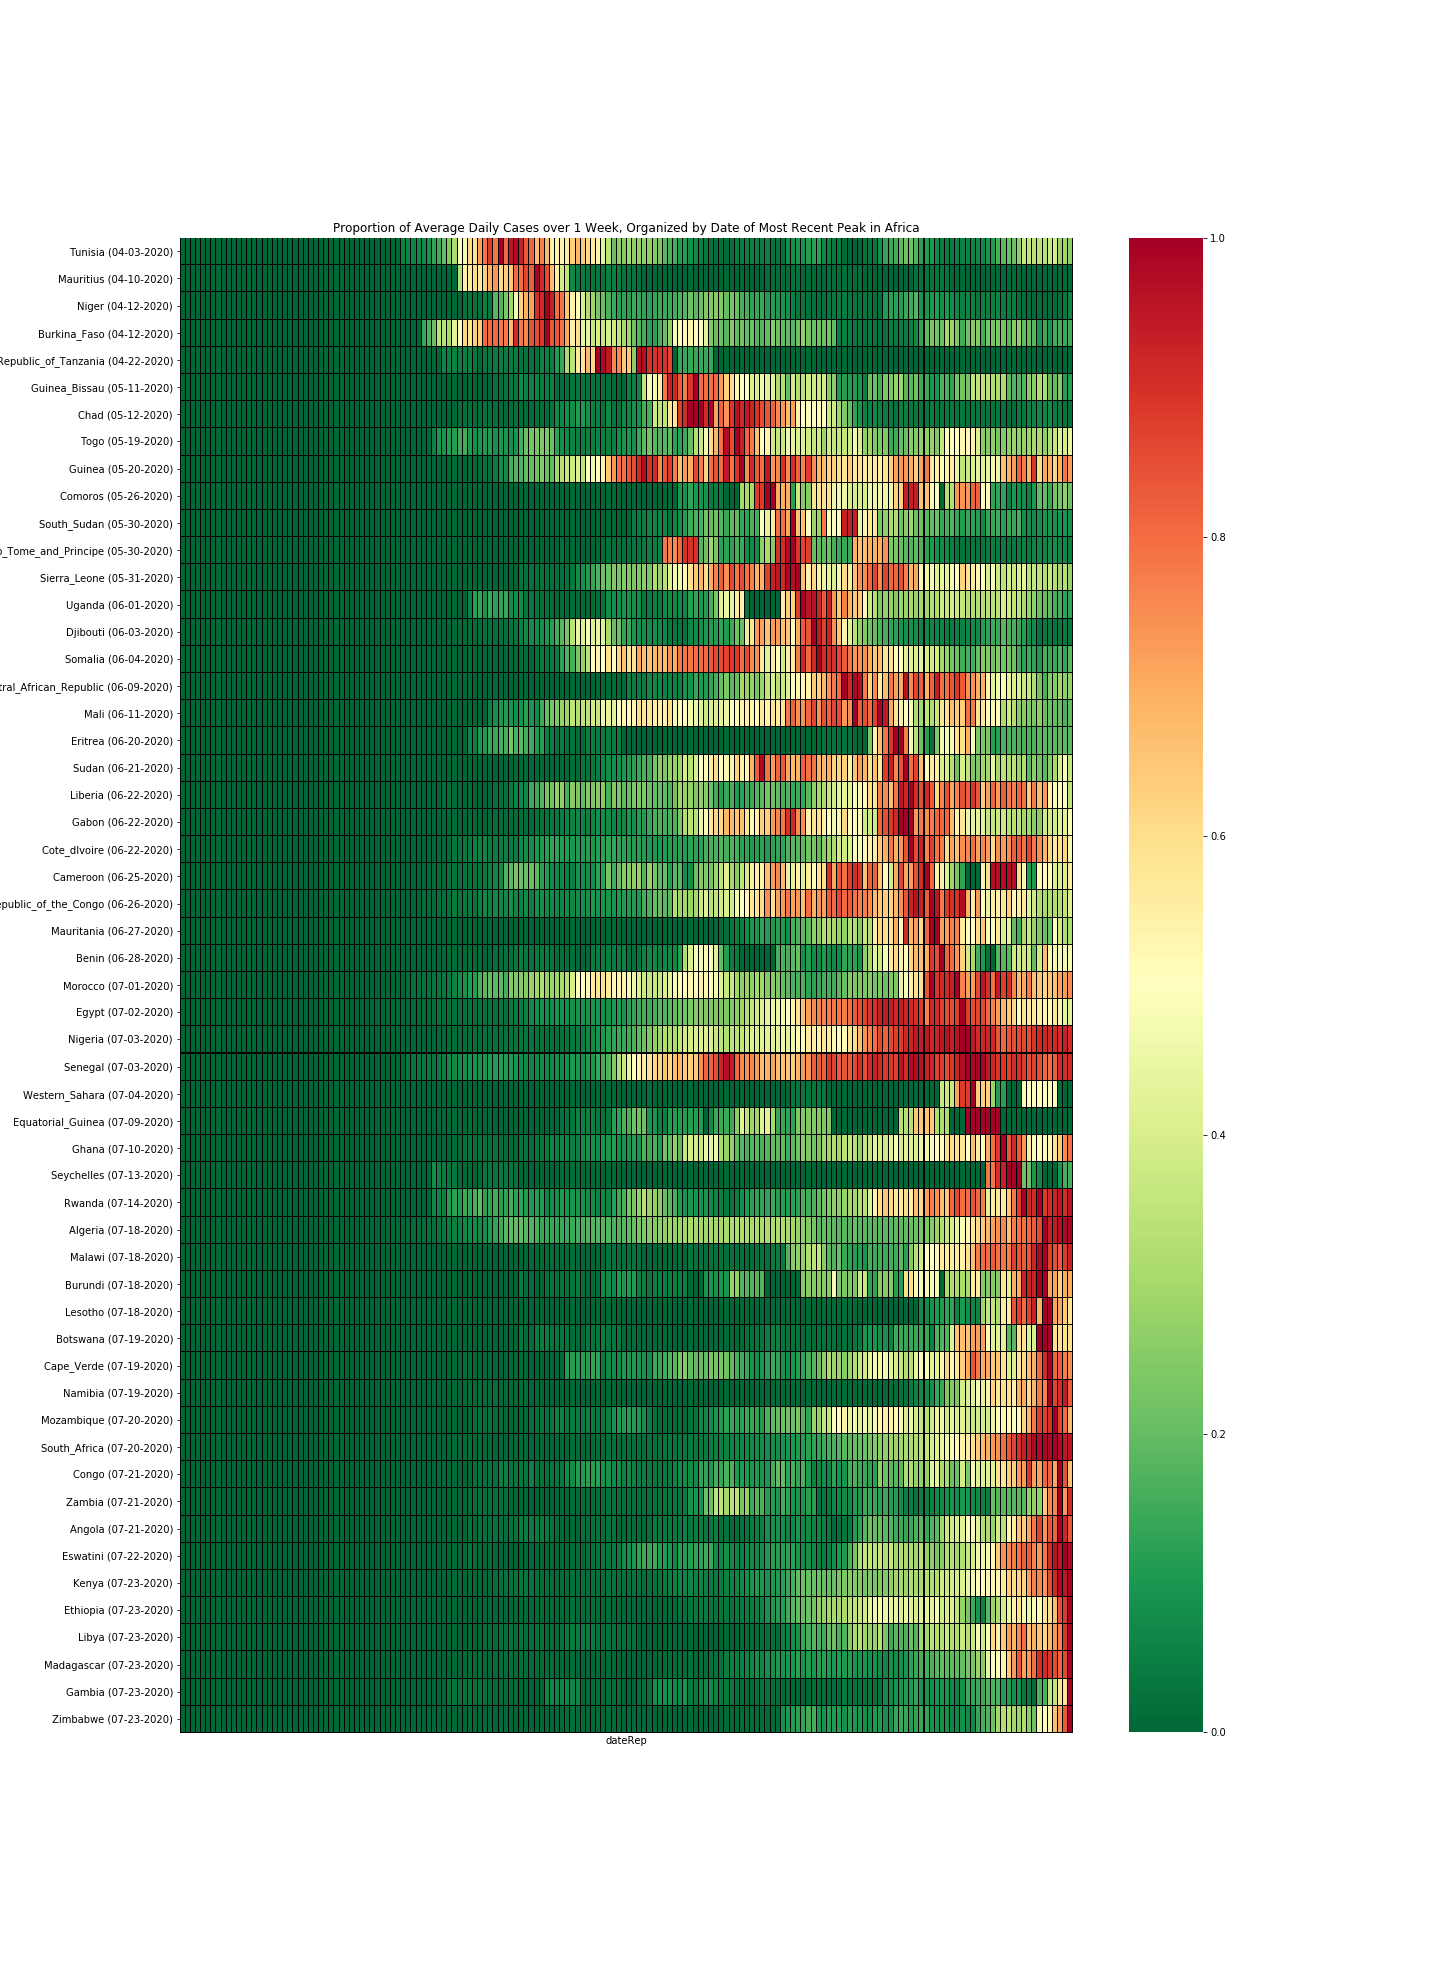 Proportion of Average Daily Cases over 1 Week, Organized by Date of Most Recent Peak in Africa
Tunisia (04-03-2020)
Mauritius (04-10-2020)
Niger (04-12-2020)
Burkina_Faso (04-12-2020)
Republic_of_Tanzania (04-22-2020)
Guinea_Bissau (05-11-2020)
Chad (05-12-2020)
Togo (05-19-2020)
Guinea (05-20-2020)
Comoros (05-26-2020)
South_Sudan (05-30-2020)
o_Tome_and_Principe (05-30-2020)
Sierra_Leone (05-31-2020)
Uganda (06-01-2020)
Djibouti (06-03-2020)
Somalia (06-04-2020)
tral_African_Republic (06-09-2020)
Mali (06-11-2020)
Eritrea (06-20-2020)
Sudan (06-21-2020)
Liberia (06-22-2020)
Gabon (06-22-2020)
Cote_dIvoire (06-22-2020)
Cameroon (06-25-2020)
epublic_of_the_Congo (06-26-2020)
Mauritania (06-27-2020)
Benin (06-28-2020)
Morocco (07-01-2020)
Egypt (07-02-2020)
Nigeria (07-03-2020)
Senegal (07-03-2020)
Western_Sahara (07-04-2020)
Equatorial_Guinea (07-09-2020)
Ghana (07-10-2020)
Seychelles (07-13-2020)
Rwanda (07-14-2020)
Algeria (07-18-2020)
Malawi (07-18-2020)
Burundi (07-18-2020)
Lesotho (07-18-2020)
Botswana (07-19-2020)
Cape_Verde (07-19-2020)
Namibia (07-19-2020)
Mozambique (07-20-2020)
South_Africa (07-20-2020)
Congo (07-21-2020)
Zambia (07-21-2020)
Angola (07-21-2020)
Eswatini (07-22-2020)
Kenya (07-23-2020)
Ethiopia (07-23-2020)
Libya (07-23-2020)
Madagascar (07-23-2020)
Gambia (07-23-2020)
Zimbabwe (07-23-2020)
dateRep
1.0
0.8
0.6
0.4
0.2
0.0